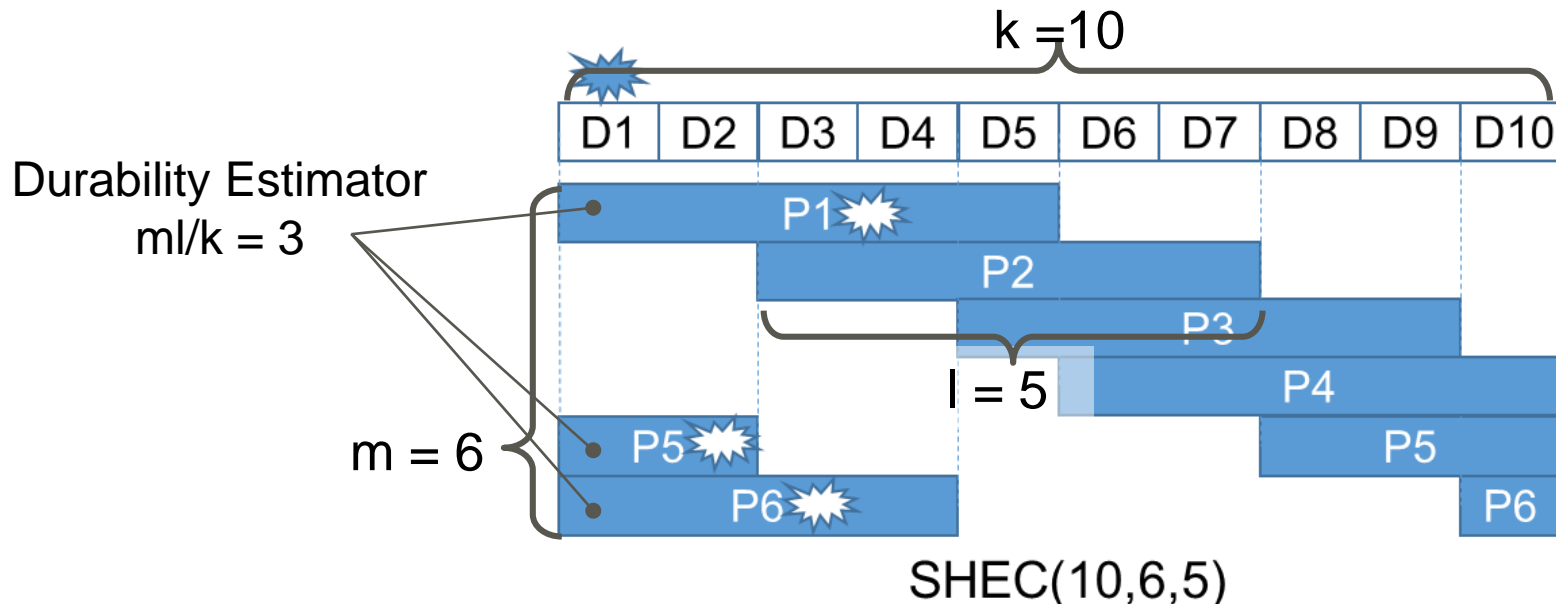 k =10
D1 D2 D3 D4 D5 D6 D7 D8 D9 D10
Durability Estimator
ml/k = 3
P1
P2
P3
l = 5
P4
m = 6
P5
P5
P6
P6
SHEC(10,6,5)